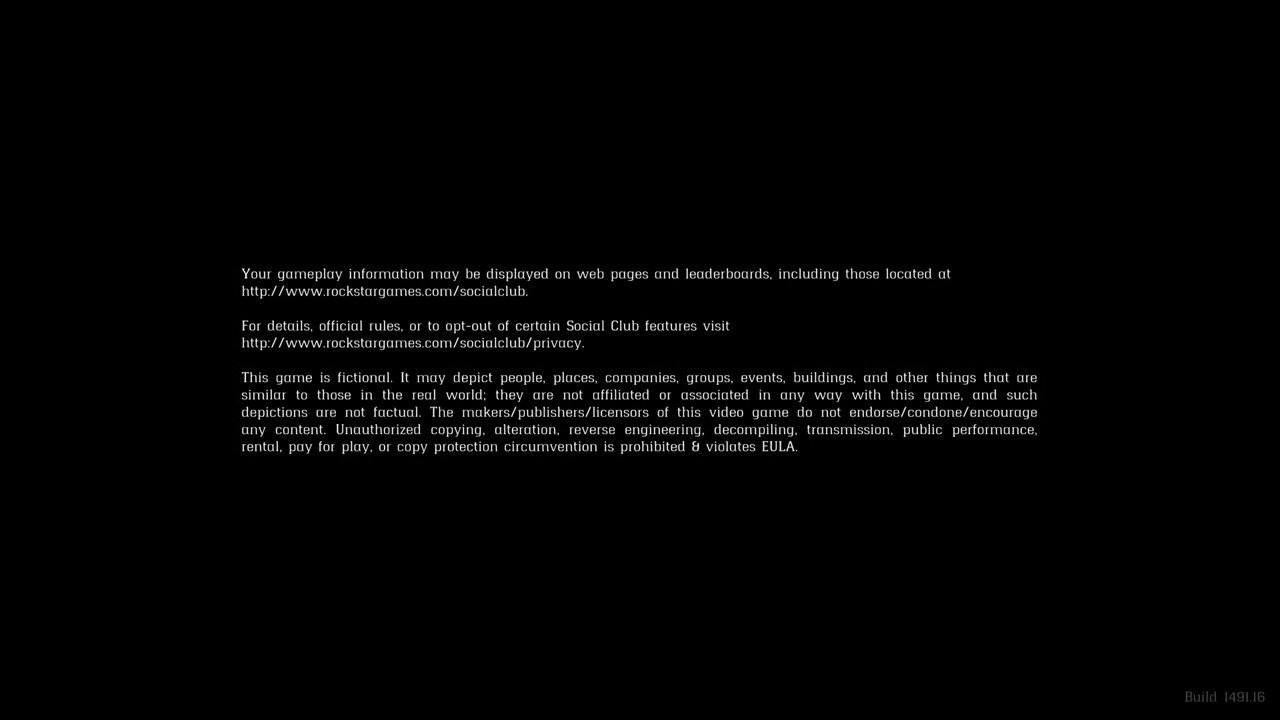 Your gameplay information may be displayed on web pages and leaderboards, including those located at
http://www.rockstargames.com/socialclub.
For details, official rules, or to opt-out of certain Social Club features visit
http://www.rockstargames.com/socialclub/privacy.
This game is fictional. It may depict people, places, companies, groups, events, buildings, and other things that are
similar to those in the real world; they are not affiliated or associated in any way with this game, and such
depictions are not factual. The makers/publishers/licensors of this video game do not endorse/condone/encourage
any content. Unauthorized copying, alteration, reverse engineering, decompiling, transmission, public performance,
rental, pay for play, or copy protection circumvention is prohibited & violates EULA.
Build 1491.16